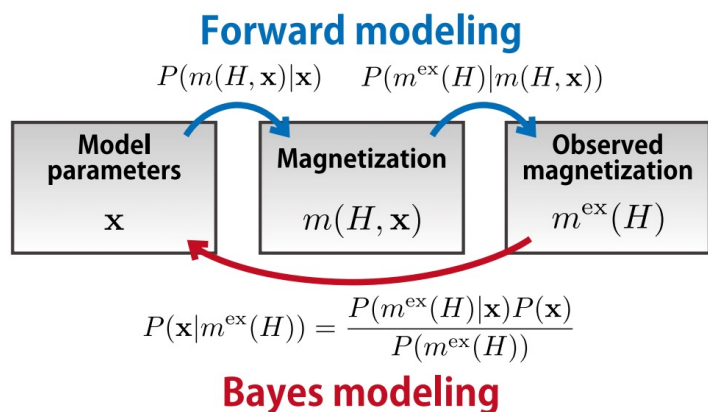 Forward modeling
P(m(H, x)|x) P(m^ex(H)|m(H, x))
Model
parameters
x
Magnetization
m(H, x)
Observed
magnetization
m^ex(H)
P(x|m^ex(H)) = P(m^ex(H)|x)P(x) / P(m^ex(H))
Bayes modeling